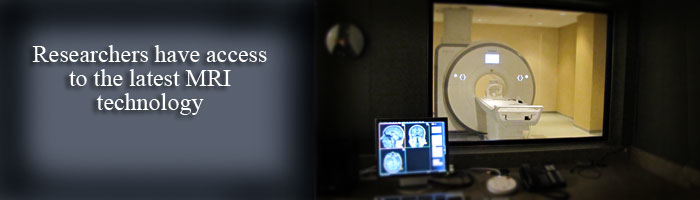 Researchers have access
to the latest MRI
technology